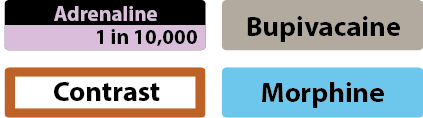 Adrenaline
1 in 10,000
Bupivacaine
Contrast
Morphine